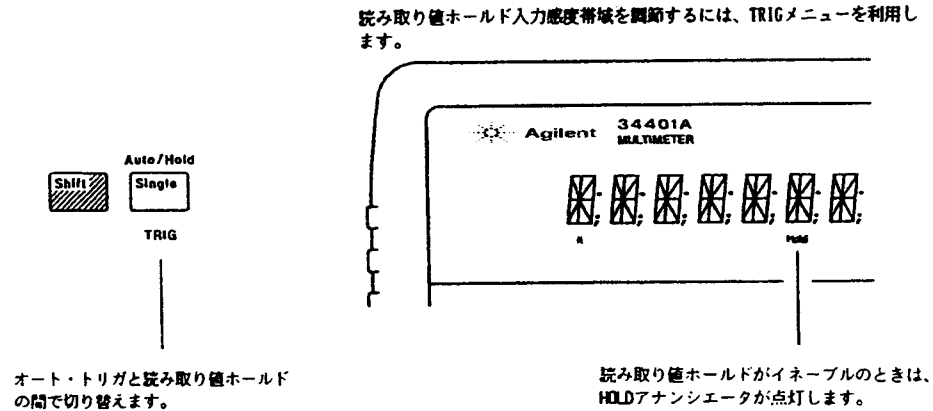 読み取り値ホールド入力感度帯域を調節するには、TRIGメニューを利用し
ます。
Agilent 34401A
MULTIMETER
Auto/Hold
Shift Single
TRIG
Hold
オート・トリガと読み取り値ホールド
の間で切り替えます。
読み取り値ホールドがイネーブルのときは、
HOLDアナンシエータが点灯します。